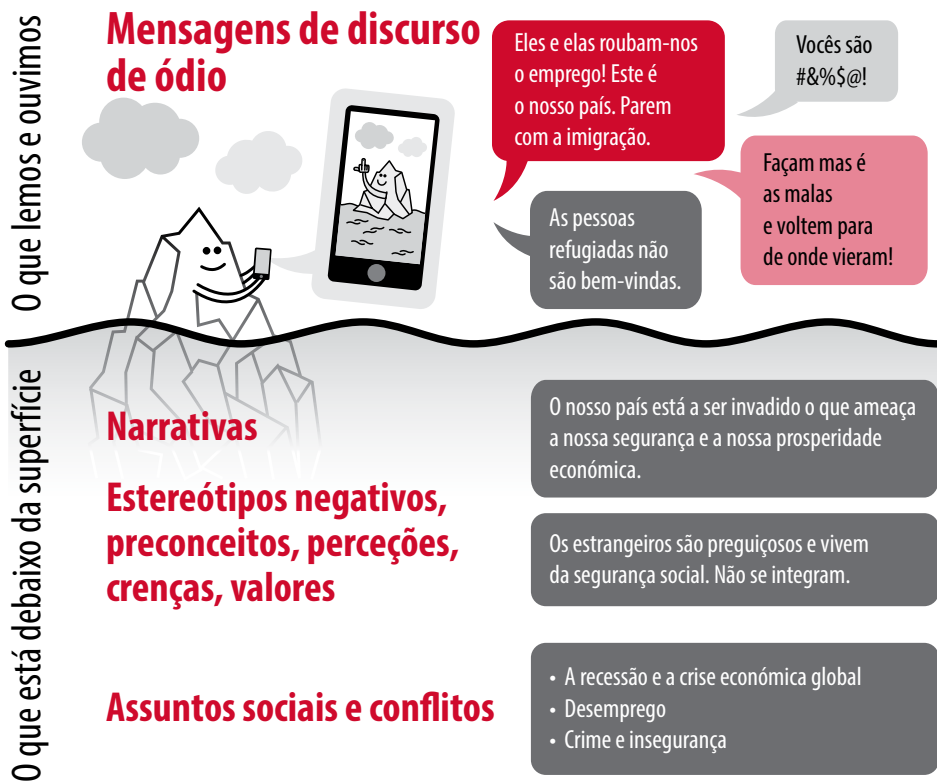 O que lemos e ouvimos
Mensagens de discurso
de ódio
Eles e elas roubam-nos
o emprego! Este é
o nosso país. Parem
com a imigração.
Vocês são
#&%$@!
Façam mas é
as malas
e voltem para
de onde vieram!
As pessoas
refugiadas não
são bem-vindas.
O que está debaixo da superfície
Narrativas
O nosso país está a ser invadido o que ameaça
a nossa segurança e a nossa prosperidade
económica.
Estereótipos negativos,
preconceitos, perceções,
crenças, valores
Os estrangeiros são preguiçosos e vivem
da segurança social. Não se integram.
Assuntos sociais e conflitos
• A recessão e a crise económica global
• Desemprego
• Crime e insegurança